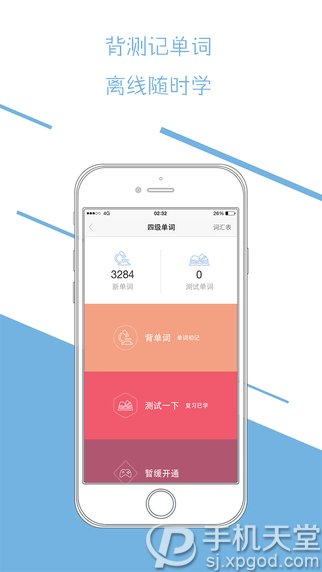 背测记单词
离线随时学
4G 02:32 26%
四级单词 词汇表
3284 0
新单词 测试单词
背单词 单词初记
测试一下 复习已学
暂缓开通
手机天堂
sj.xpgod.com